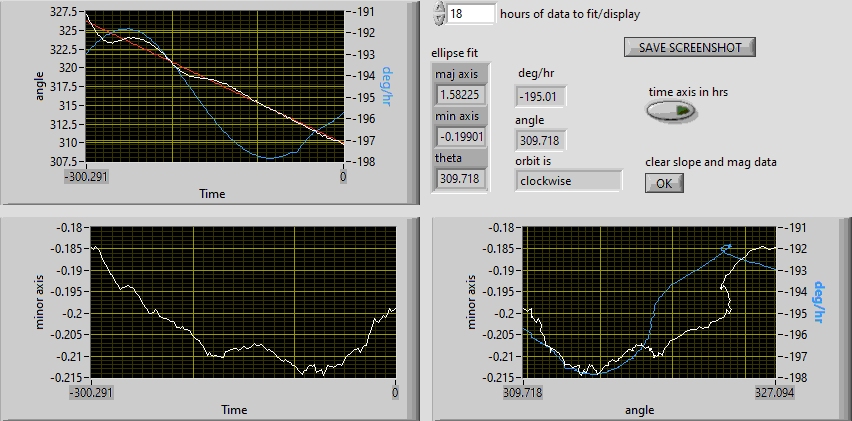 327.5
325
322.5
320
317.5
315
312.5
310
307.5
angle
-191
-192
-193
-194
-195
-196
-197
-198
deg/hr
-300.291
0
Time
18 hours of data to fit/display
SAVE SCREENSHOT
ellipse fit
maj axis
1.58225
min axis
-0.19901
theta
309.718
deg/hr
-195.01
angle
309.718
orbit is
clockwise
time axis in hrs
clear slope and mag data
OK
-0.18
-0.185
-0.19
-0.195
-0.2
-0.205
-0.21
-0.215
minor axis
-300.291
0
Time
-0.18
-0.185
-0.19
-0.195
-0.2
-0.205
-0.21
-0.215
minor axis
-191
-192
-193
-194
-195
-196
-197
-198
deg/hr
309.718
327.094
angle